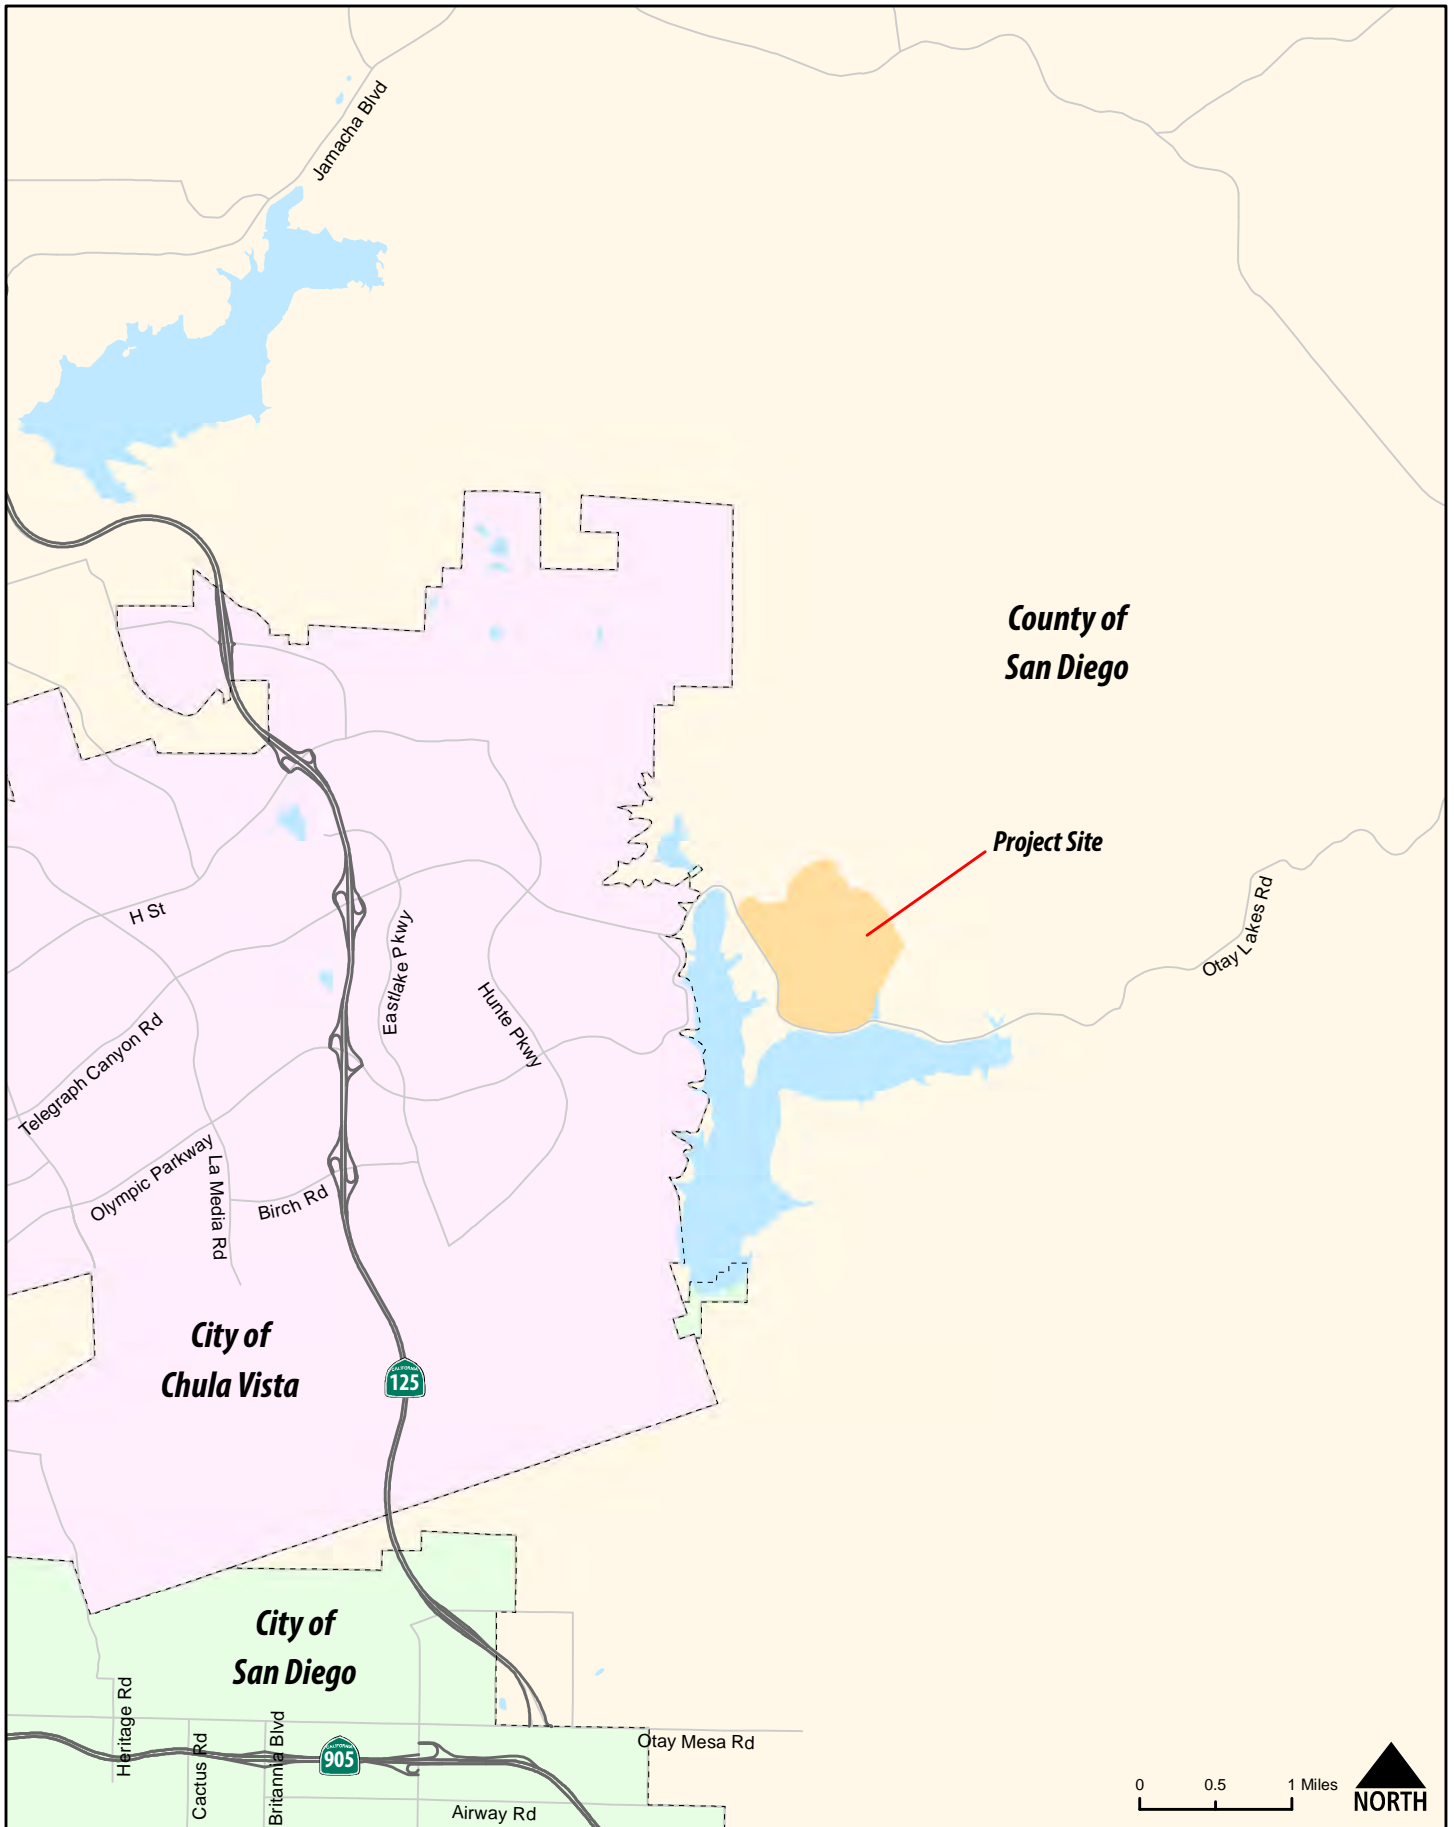 Jamacha Blvd
County of
San Diego
Project Site
Otay Lakes Rd
H St
Eastlake Pkwy
Hunte Pkwy
Telegraph Canyon Rd
Olympic Parkway
La Media Rd
Birch Rd
City of
Chula Vista
CALIFORNIA
125
City of
San Diego
Heritage Rd
Cactus Rd
Britannia Blvd
CALIFORNIA
905
Otay Mesa Rd
Airway Rd
0 0.5 1 Miles
NORTH